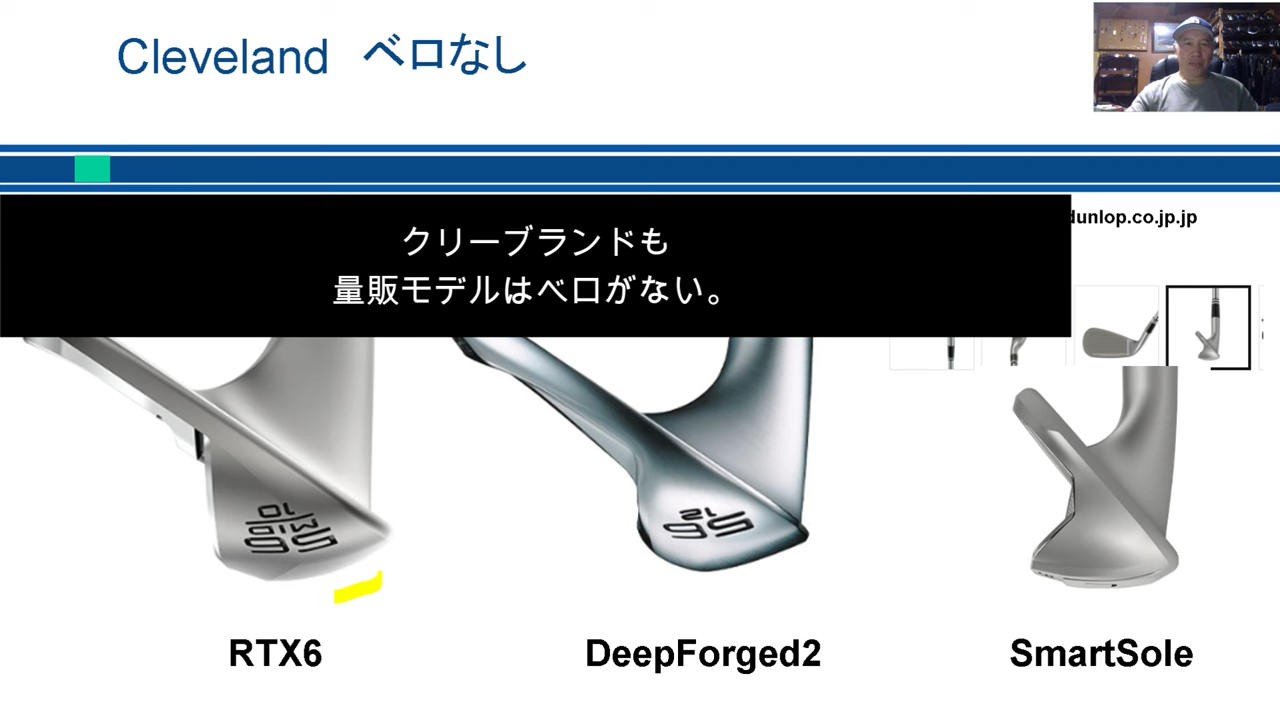 Cleveland ベロなし
dunlop.co.jp.jp
クリーブランドも
量販モデルはベロがない。
RTX6
DeepForged2
SmartSole